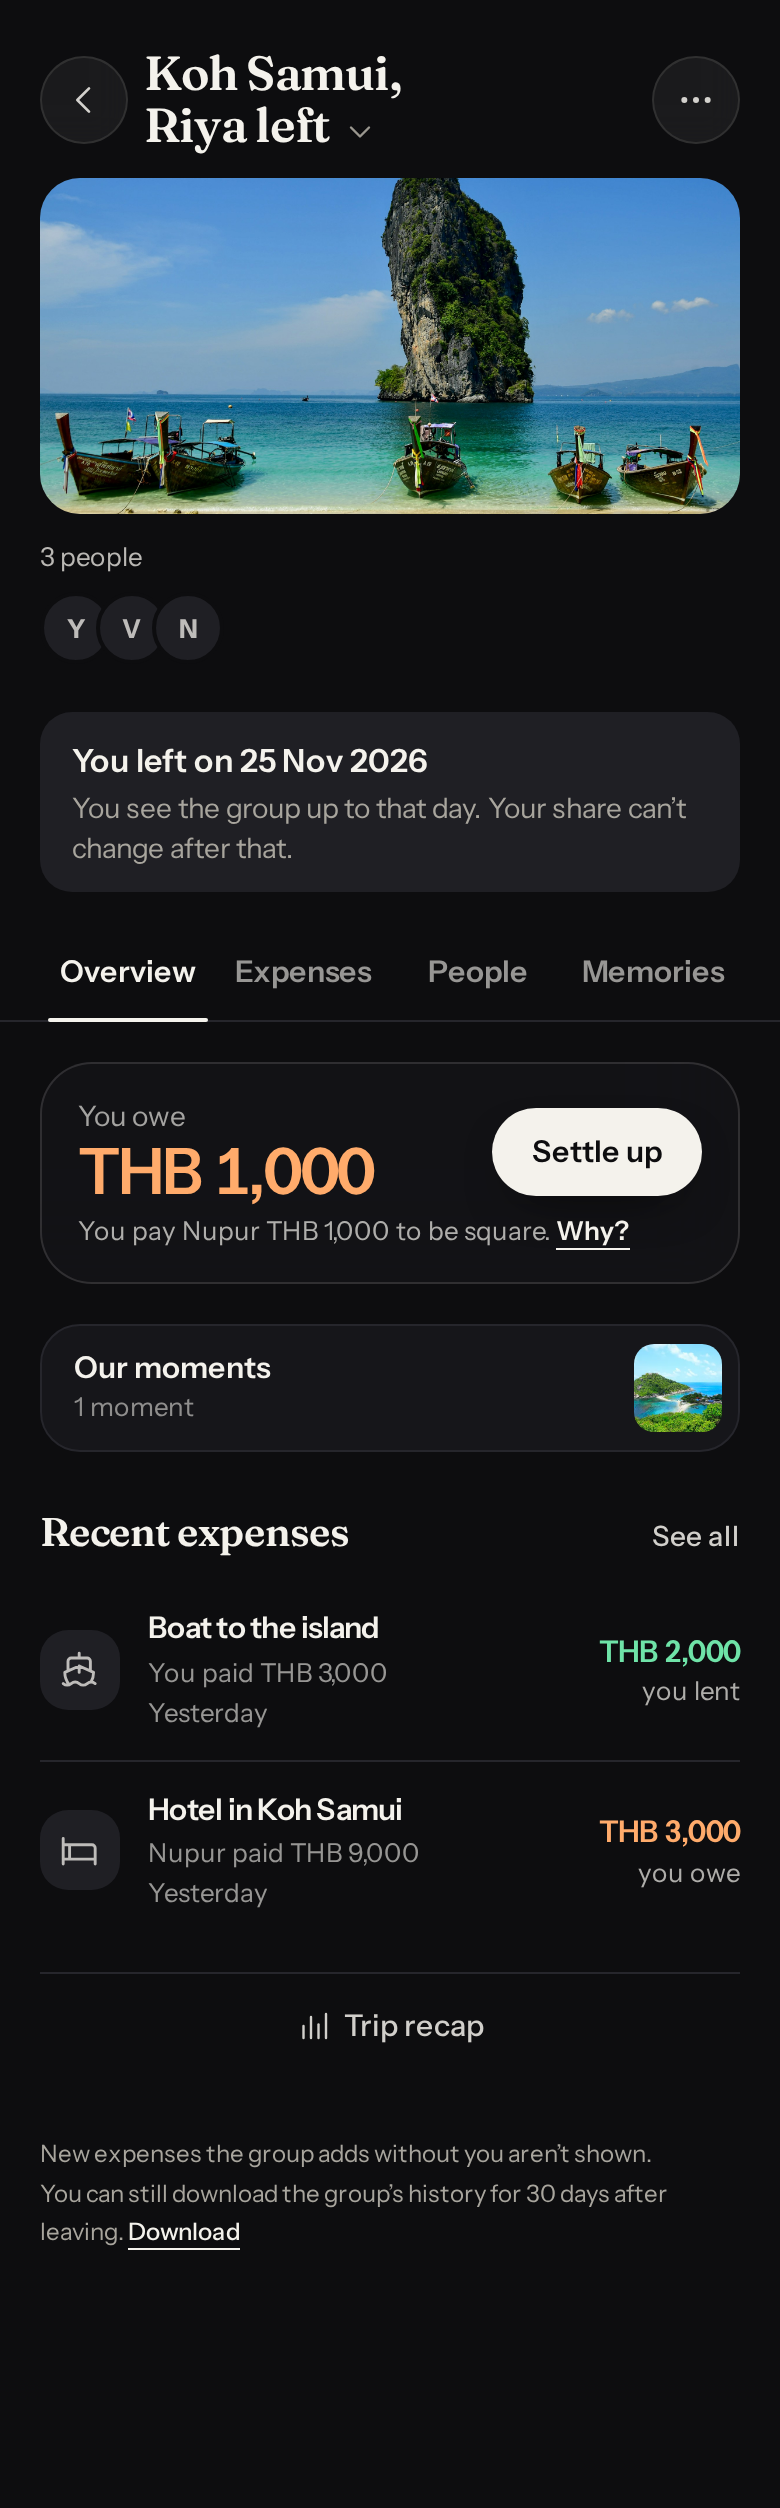 Koh Samui,
Riya left
3 people
Y V N
You left on 25 Nov 2026
You see the group up to that day. Your share can’t
change after that.
Overview Expenses People Memories
You owe
THB 1,000
Settle up
You pay Nupur THB 1,000 to be square. Why?
Our moments
1 moment
Recent expenses
See all
Boat to the island
You paid THB 3,000
Yesterday
THB 2,000
you lent
Hotel in Koh Samui
Nupur paid THB 9,000
Yesterday
THB 3,000
you owe
Trip recap
New expenses the group adds without you aren’t shown.
You can still download the group’s history for 30 days after
leaving. Download